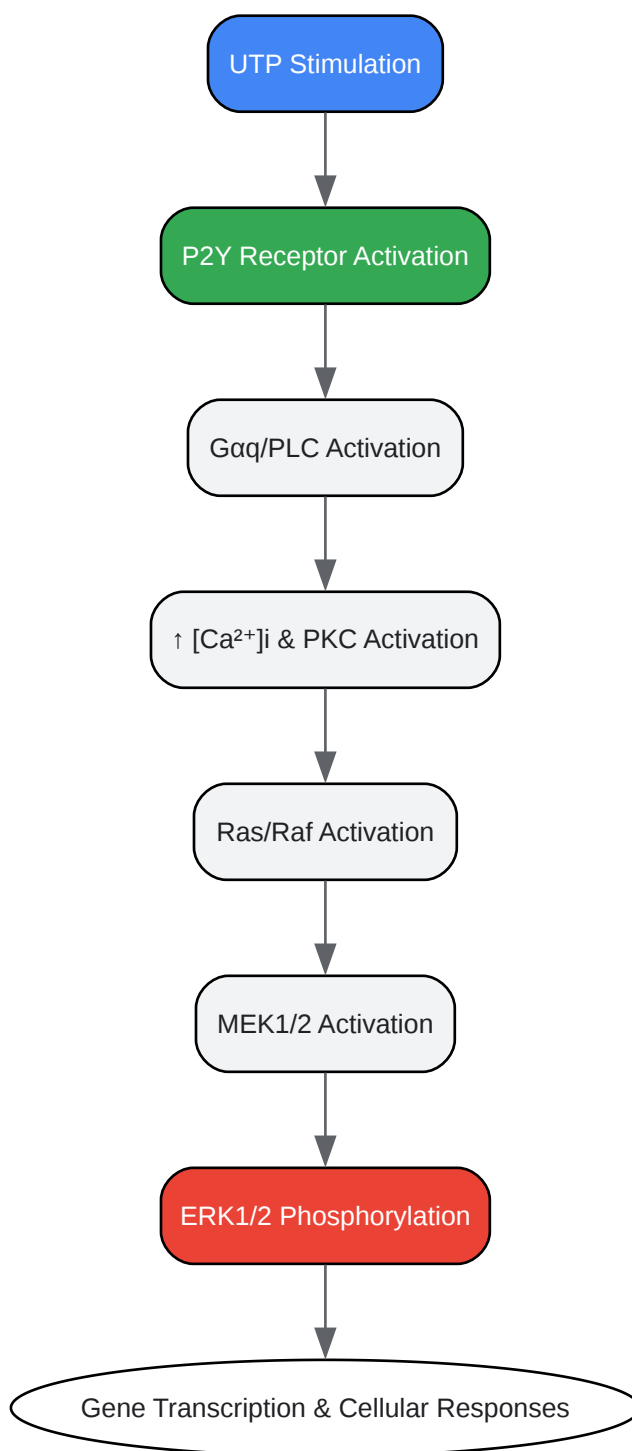 UTP Stimulation
P2Y Receptor Activation
Gαq/PLC Activation
↑ [Ca²⁺]i & PKC Activation
Ras/Raf Activation
MEK1/2 Activation
ERK1/2 Phosphorylation
Gene Transcription & Cellular Responses